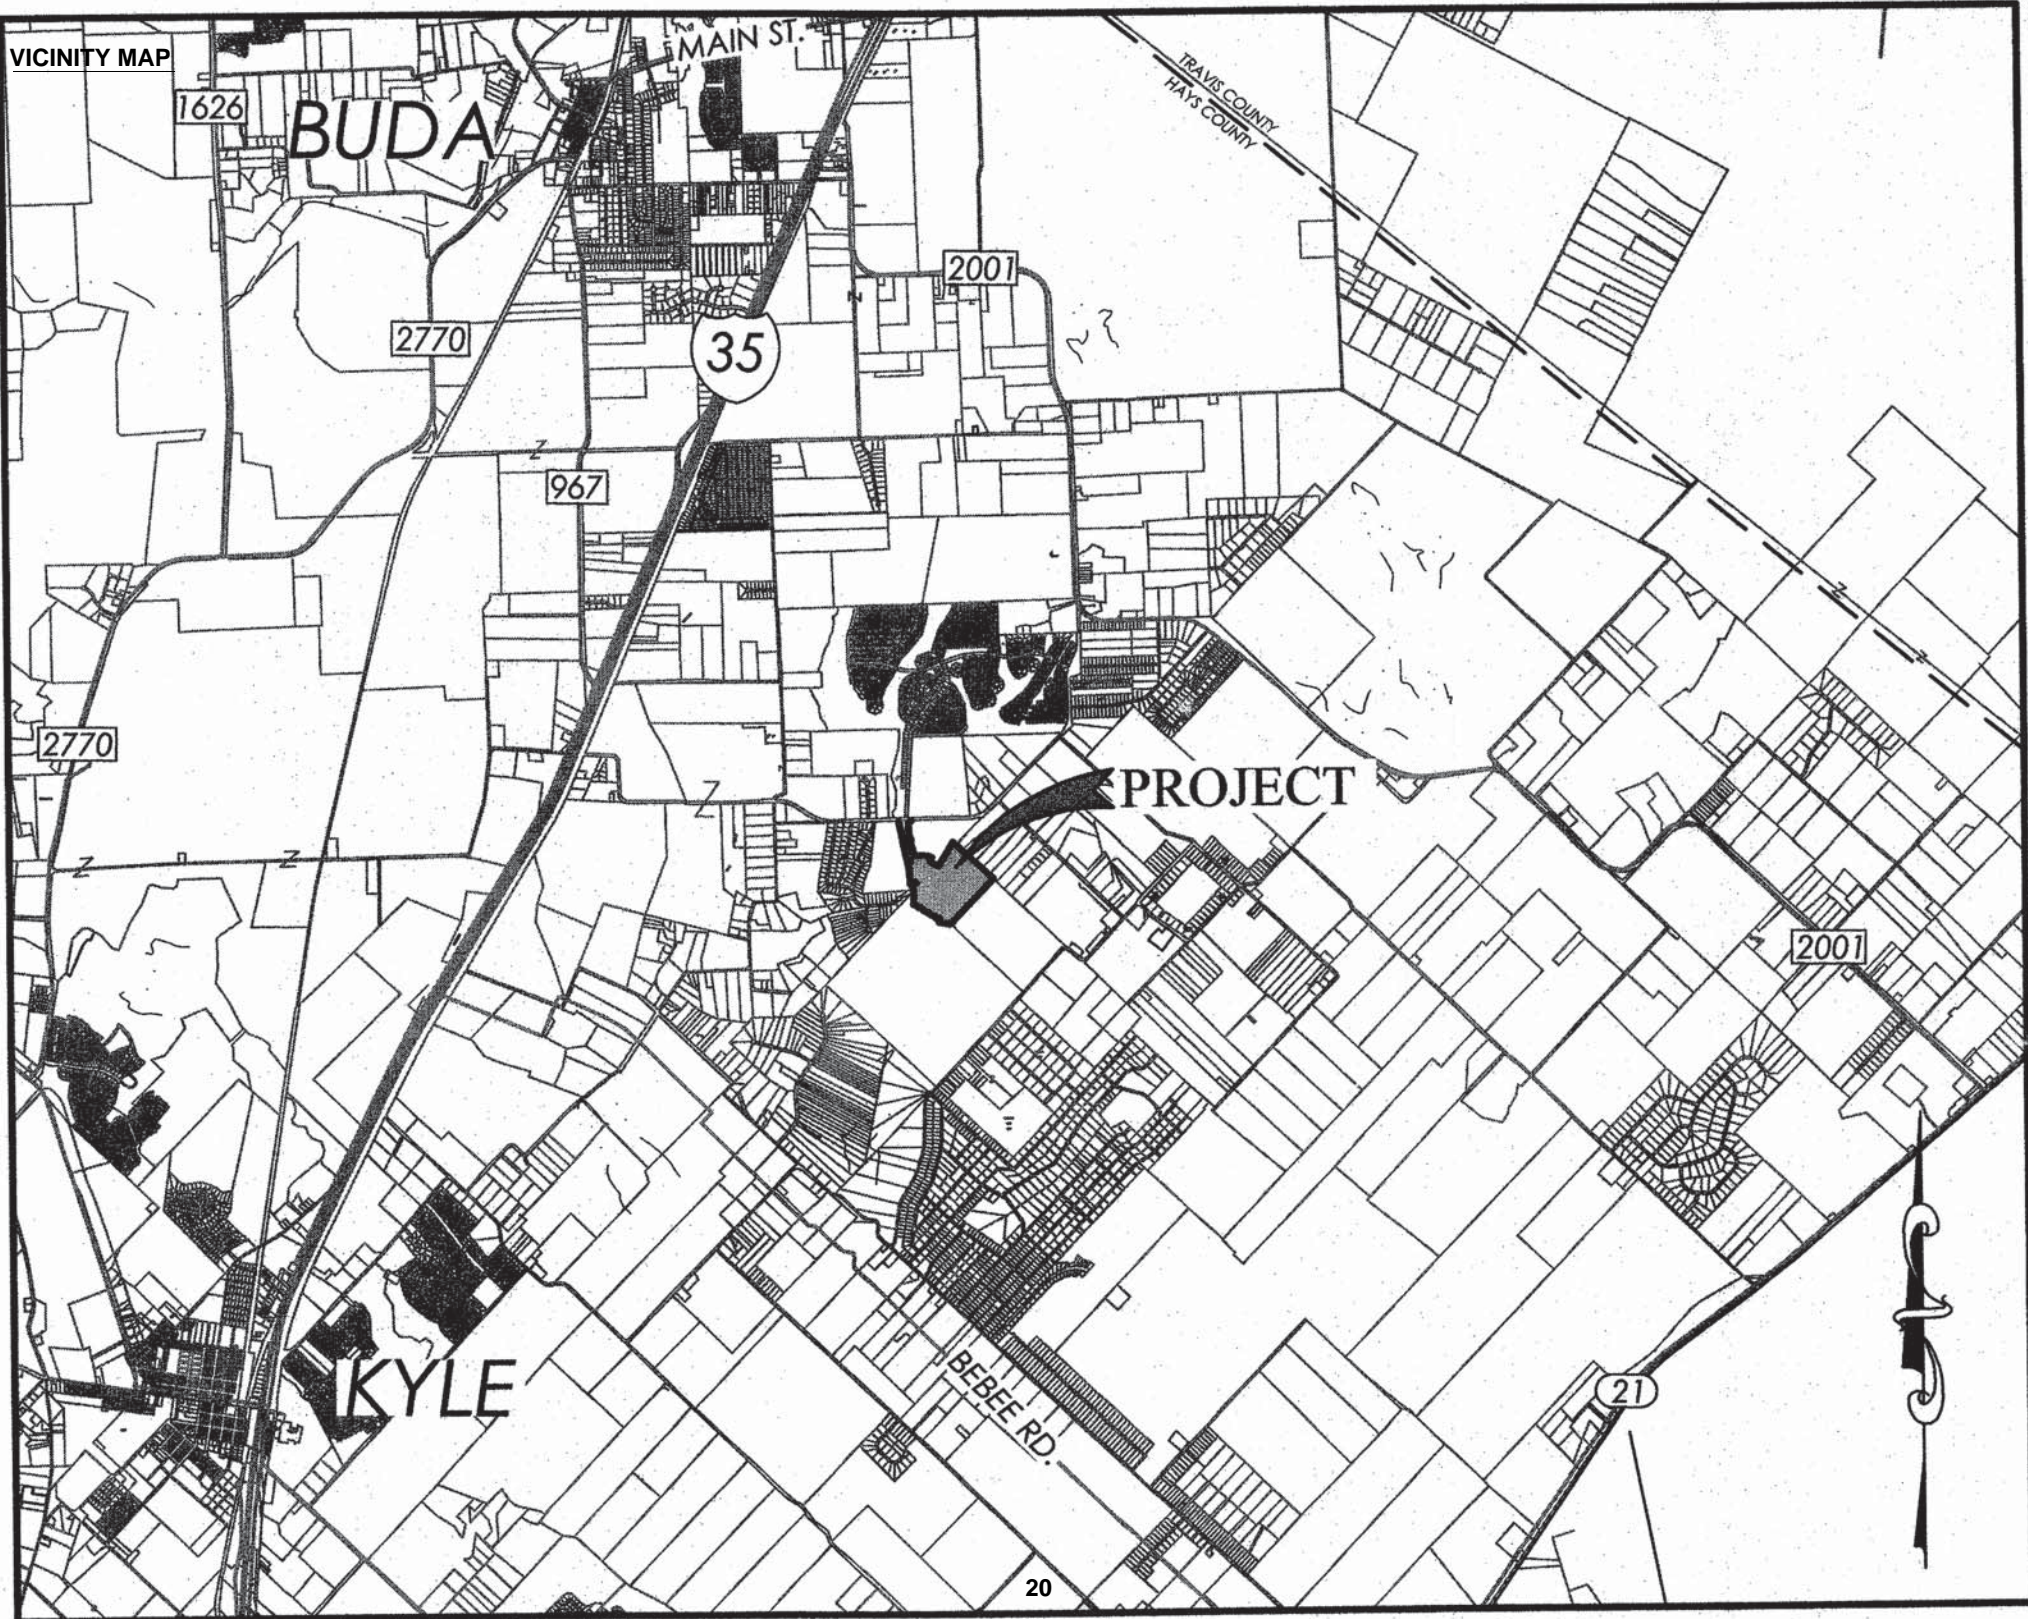 VICINITY MAP
MAIN ST.
1626
BUDA
TRAVIS COUNTY
HAYS COUNTY
2001
2770
35
967
2770
PROJECT
2001
KYLE
BEBEE RD.
21
20